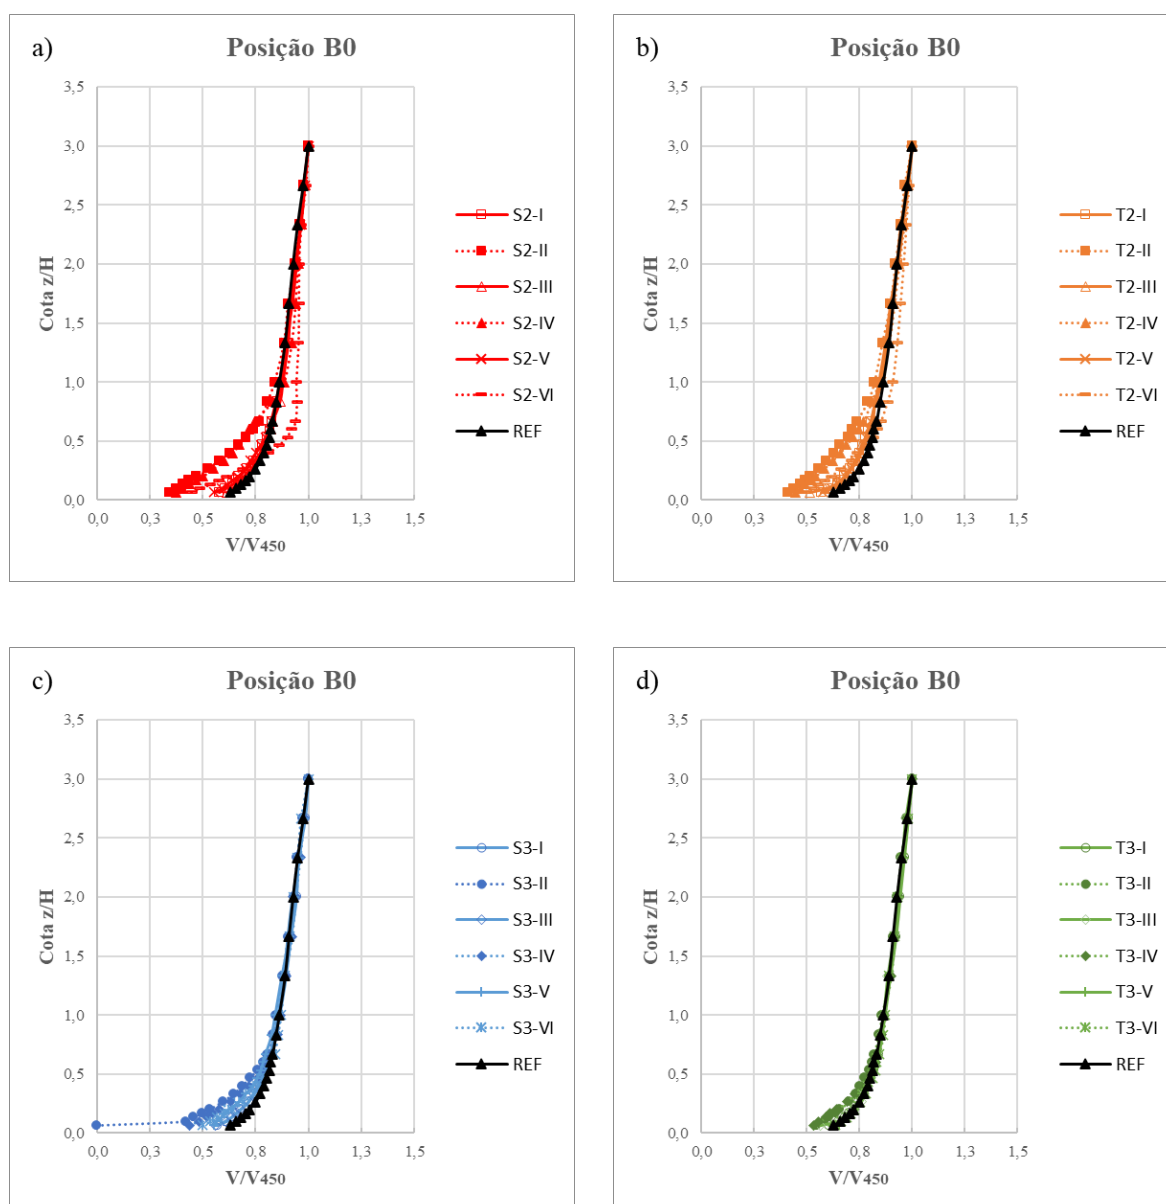 a)
Posição B0
3,5
3,0
2,5
2,0
1,5
1,0
0,5
0,0
Cota z/H
0,0 0,3 0,5 0,8 1,0 1,3 1,5
V/V450
S2-I
S2-II
S2-III
S2-IV
S2-V
S2-VI
REF
b)
Posição B0
3,5
3,0
2,5
2,0
1,5
1,0
0,5
0,0
Cota z/H
0,0 0,3 0,5 0,8 1,0 1,3 1,5
V/V450
T2-I
T2-II
T2-III
T2-IV
T2-V
T2-VI
REF
c)
Posição B0
3,5
3,0
2,5
2,0
1,5
1,0
0,5
0,0
Cota z/H
0,0 0,3 0,5 0,8 1,0 1,3 1,5
V/V450
S3-I
S3-II
S3-III
S3-IV
S3-V
S3-VI
REF
d)
Posição B0
3,5
3,0
2,5
2,0
1,5
1,0
0,5
0,0
Cota z/H
0,0 0,3 0,5 0,8 1,0 1,3 1,5
V/V450
T3-I
T3-II
T3-III
T3-IV
T3-V
T3-VI
REF